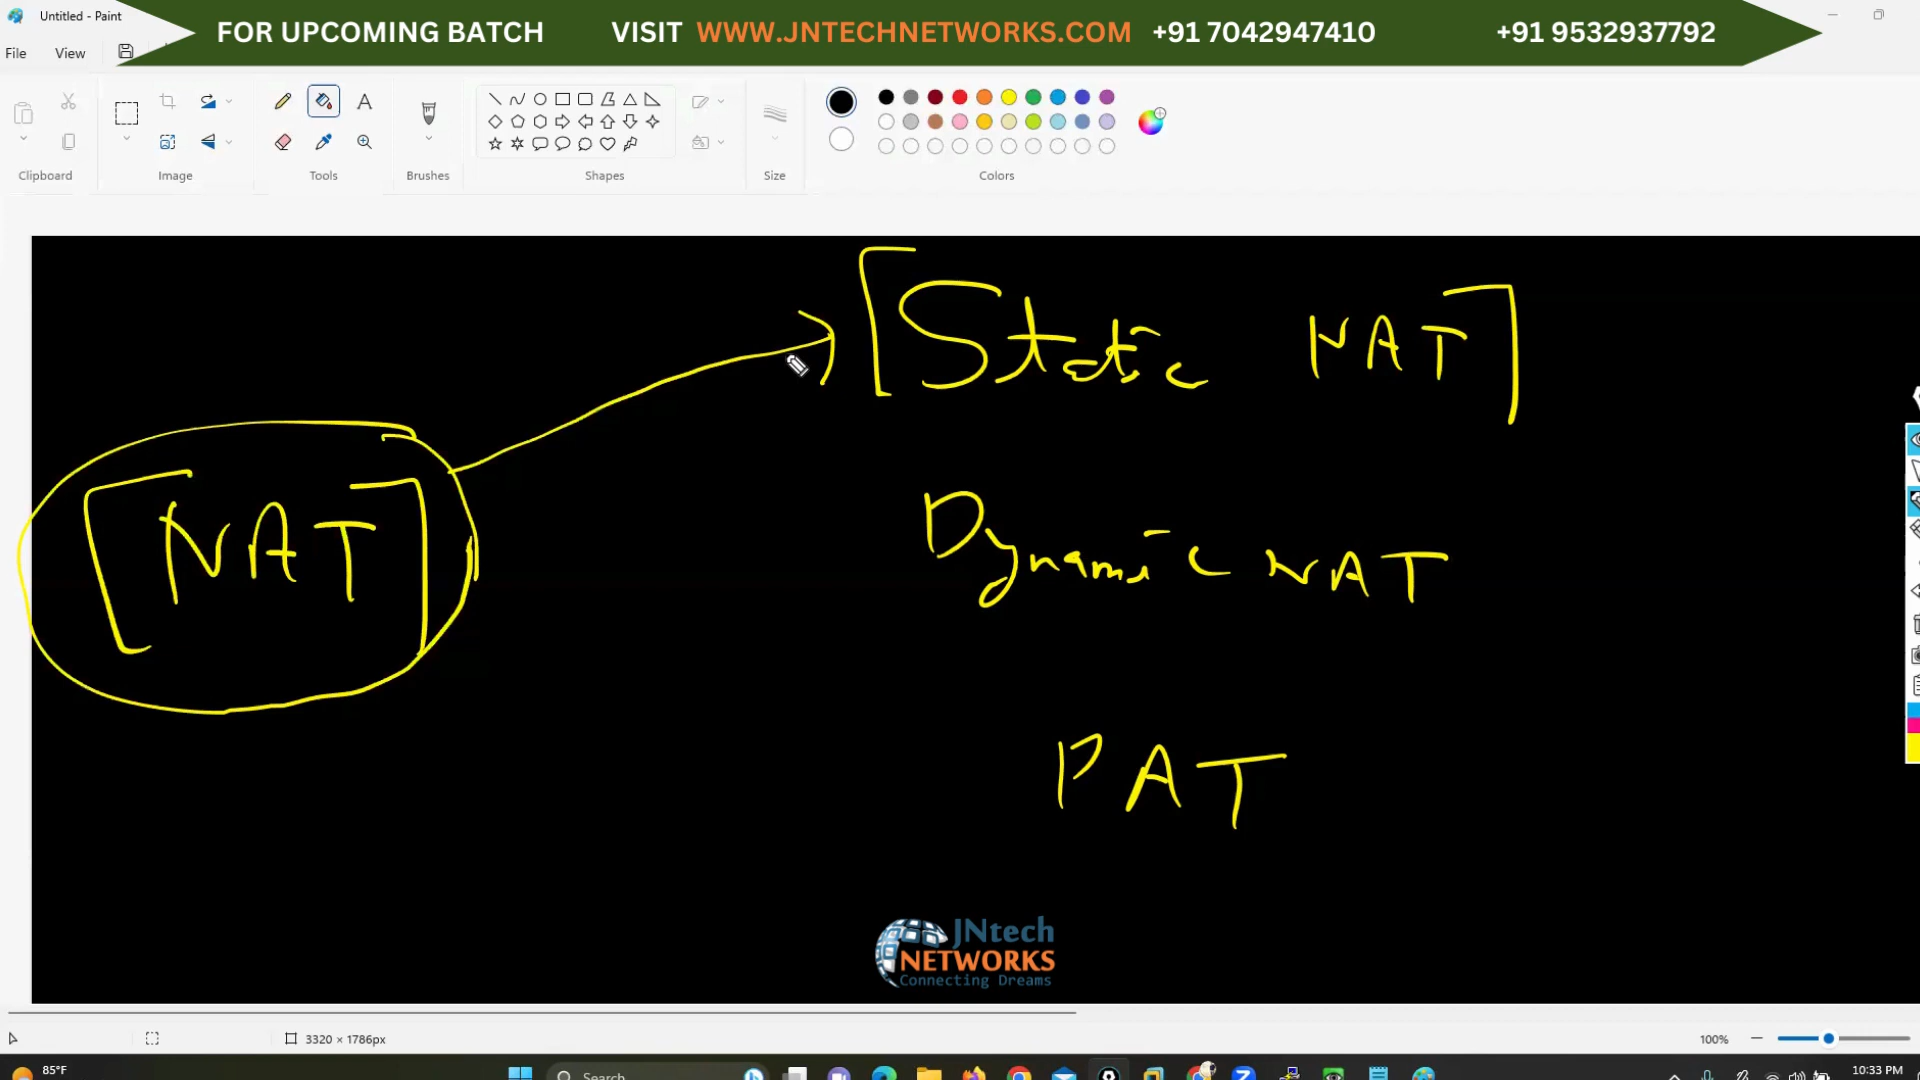 Untitled - Paint
FOR UPCOMING BATCH VISIT WWW.JNTECHNETWORKS.COM +91 7042947410 +91 9532937792
File View
Clipboard Image Tools Brushes Shapes Size Colors
[Static NAT]
[NAT]
Dynamic NAT
PAT
JNtech
NETWORKS
Connecting Dreams
3320 × 1786px 100%
85°F
Search
10:33 PM